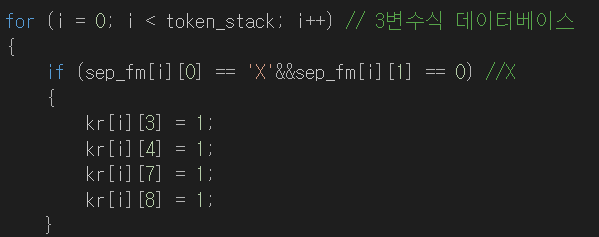 for (i = 0; i < token_stack; i++) // 3변수식 데이터베이스
{
if (sep_fm[i][0] == 'X'&&sep_fm[i][1] == 0) //X
{
kr[i][3] = 1;
kr[i][4] = 1;
kr[i][7] = 1;
kr[i][8] = 1;
}